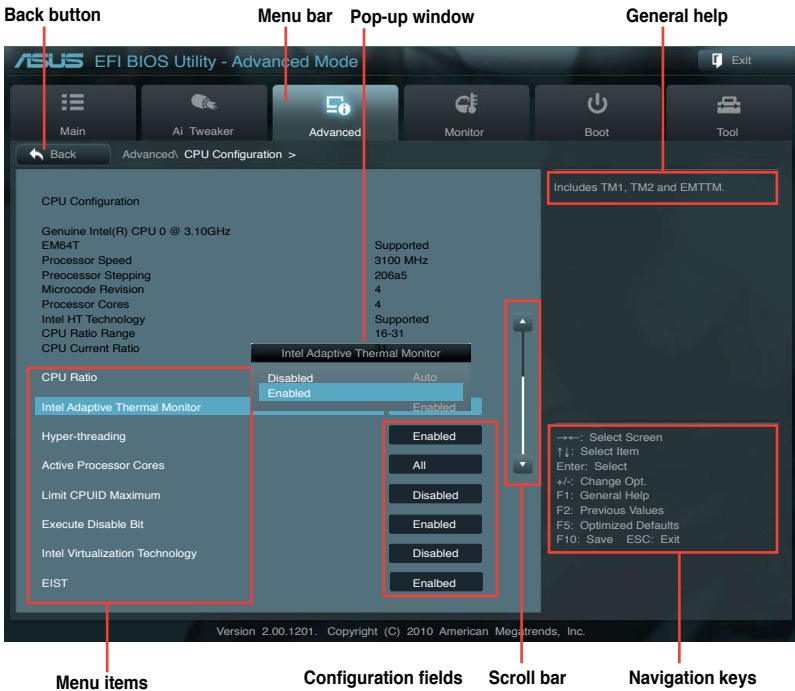 Back button Menu bar Pop-up window General help
ASUS EFI BIOS Utility - Advanced Mode Exit
Main Ai Tweaker Advanced Monitor Boot Tool
Back Advanced\ CPU Configuration >
Includes TM1, TM2 and EMTTM.
CPU Configuration
Genuine Intel(R) CPU 0 @ 3.10GHz
EM64T Supported
Processor Speed 3100 MHz
Preocessor Stepping 206a5
Microcode Revision 4
Processor Cores 4
Intel HT Technology Supported
CPU Ratio Range 16-31
CPU Current Ratio 31
Intel Adaptive Thermal Monitor
Disabled
Enabled
CPU Ratio Auto
Intel Adaptive Thermal Monitor Enabled
Hyper-threading Enabled
Active Processor Cores All
Limit CPUID Maximum Disabled
Execute Disable Bit Enabled
Intel Virtualization Technology Disabled
EIST Enalbed
→←: Select Screen
↑↓: Select Item
Enter: Select
+/-: Change Opt.
F1: General Help
F2: Previous Values
F5: Optimized Defaults
F10: Save ESC: Exit
Version 2.00.1201. Copyright (C) 2010 American Megatrends, Inc.
Menu items Configuration fields Scroll bar Navigation keys